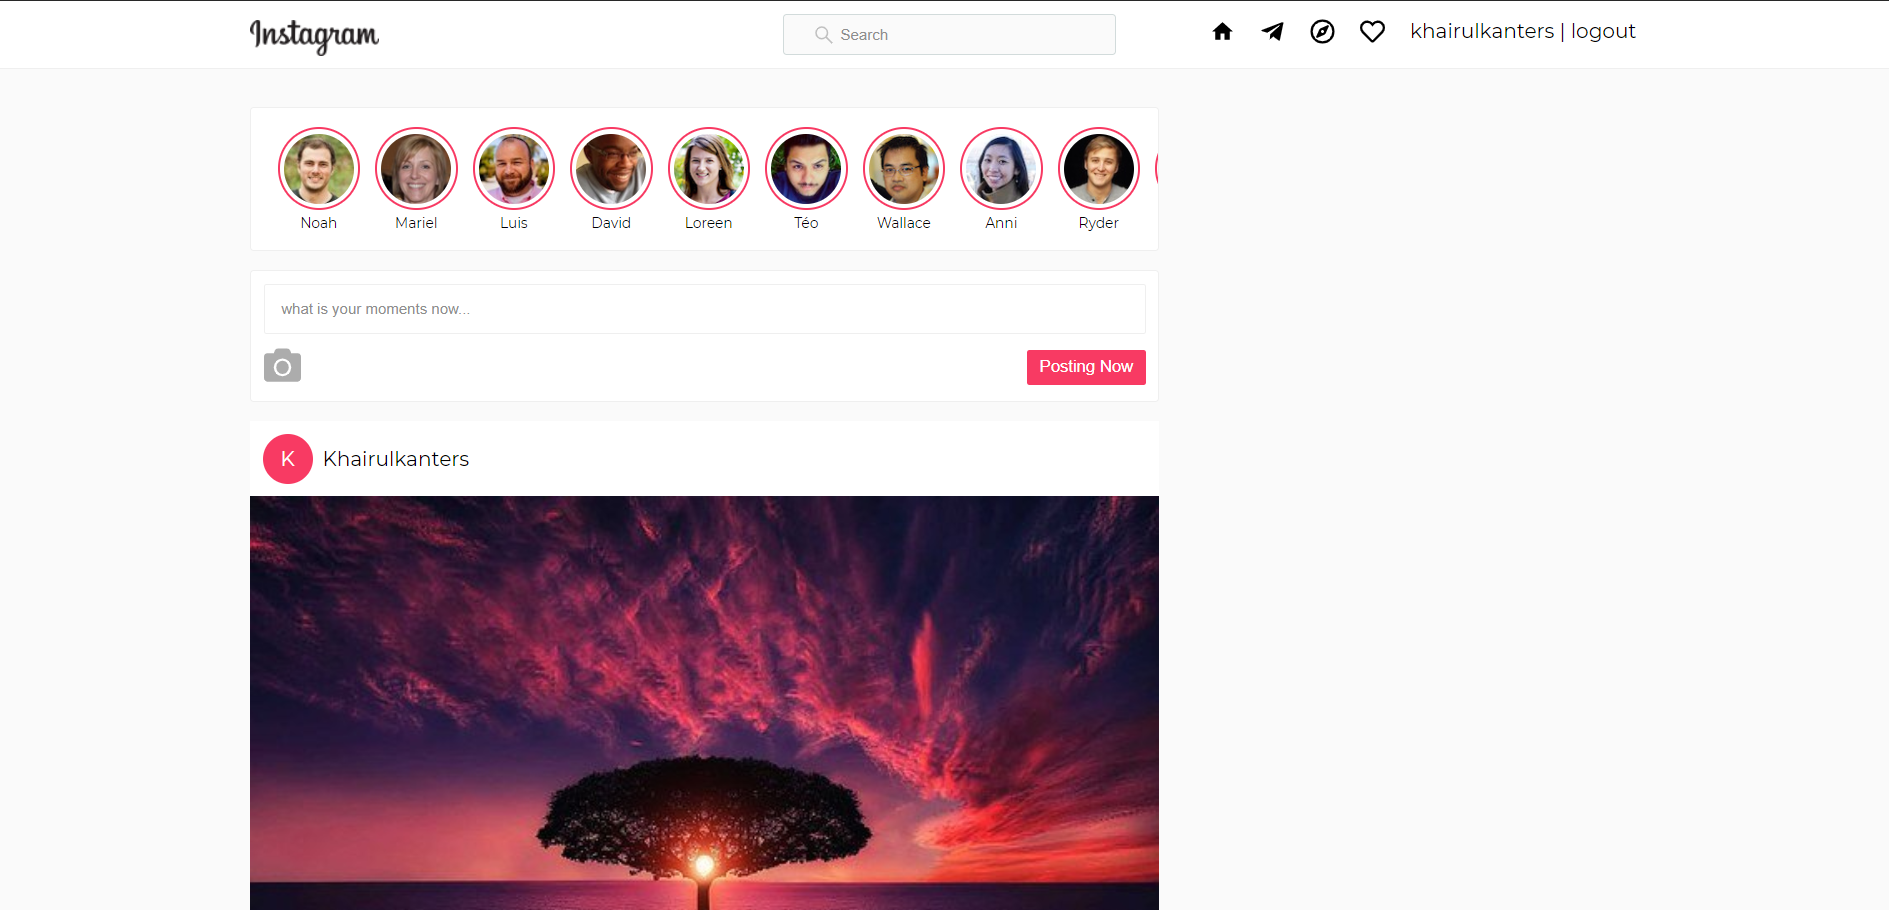 Instagram
Search
khairulkanters | logout
Noah
Mariel
Luis
David
Loreen
Téo
Wallace
Anni
Ryder
what is your moments now...
Posting Now
K
Khairulkanters